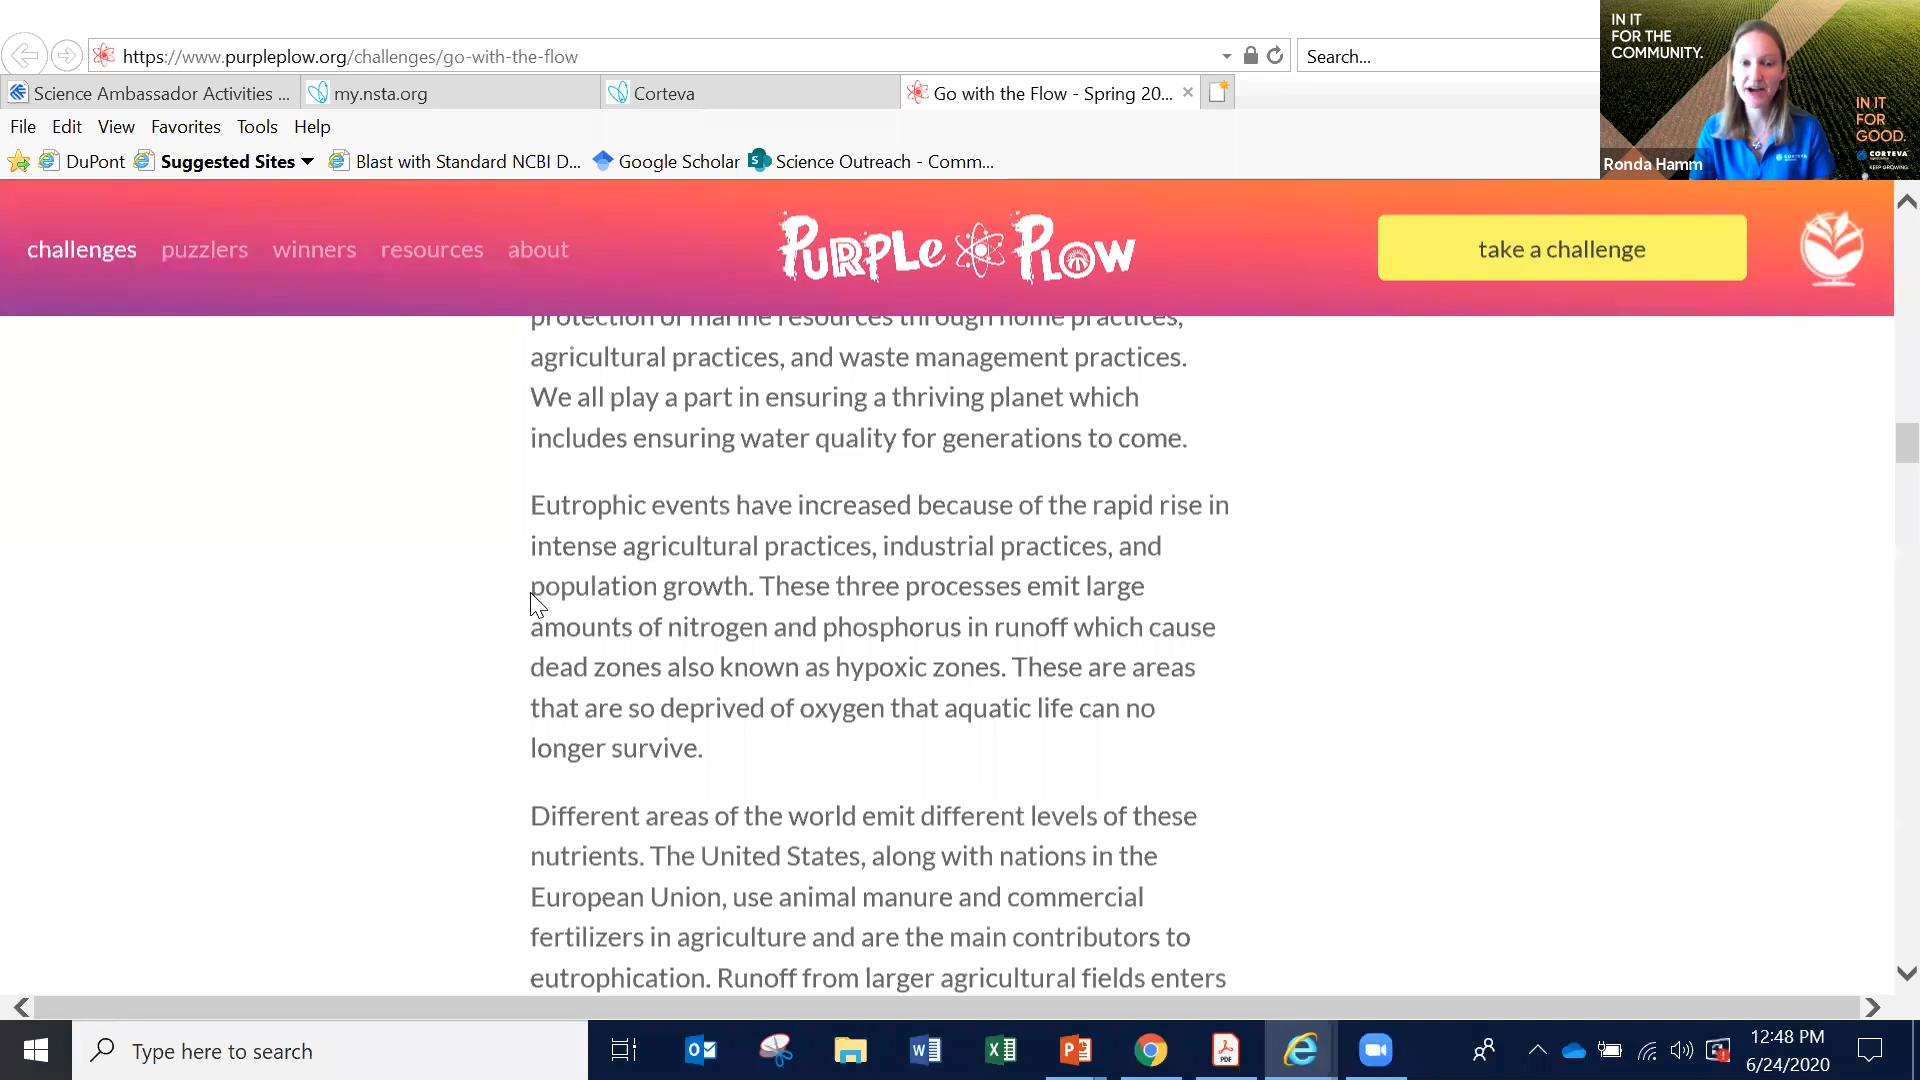 https://www.purpleplow.org/challenges/go-with-the-flow
Search...
IN IT
FOR THE
COMMUNITY.
IN IT
FOR
GOOD.
CORTEVA
KEEP GROWING.
Ronda Hamm
Science Ambassador Activities ...
my.nsta.org
Corteva
Go with the Flow - Spring 20...
File Edit View Favorites Tools Help
DuPont Suggested Sites Blast with Standard NCBI D... Google Scholar Science Outreach - Comm...
challenges puzzlers winners resources about
PURPLE PLOW
take a challenge
protection of marine resources through home practices,
agricultural practices, and waste management practices.
We all play a part in ensuring a thriving planet which
includes ensuring water quality for generations to come.
Eutrophic events have increased because of the rapid rise in
intense agricultural practices, industrial practices, and
population growth. These three processes emit large
amounts of nitrogen and phosphorus in runoff which cause
dead zones also known as hypoxic zones. These are areas
that are so deprived of oxygen that aquatic life can no
longer survive.
Different areas of the world emit different levels of these
nutrients. The United States, along with nations in the
European Union, use animal manure and commercial
fertilizers in agriculture and are the main contributors to
eutrophication. Runoff from larger agricultural fields enters
Type here to search
12:48 PM
6/24/2020